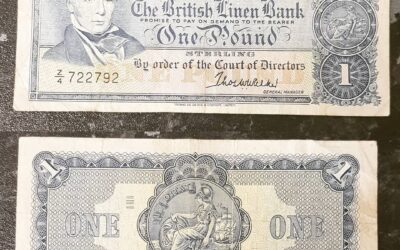 The British Linen Bank
PROMISE TO PAY ON DEMAND TO THE BEARER
One Pound
STERLING
By order of the Court of Directors
Z/4 722792
GENERAL MANAGER
1
1 1
ONE ONE